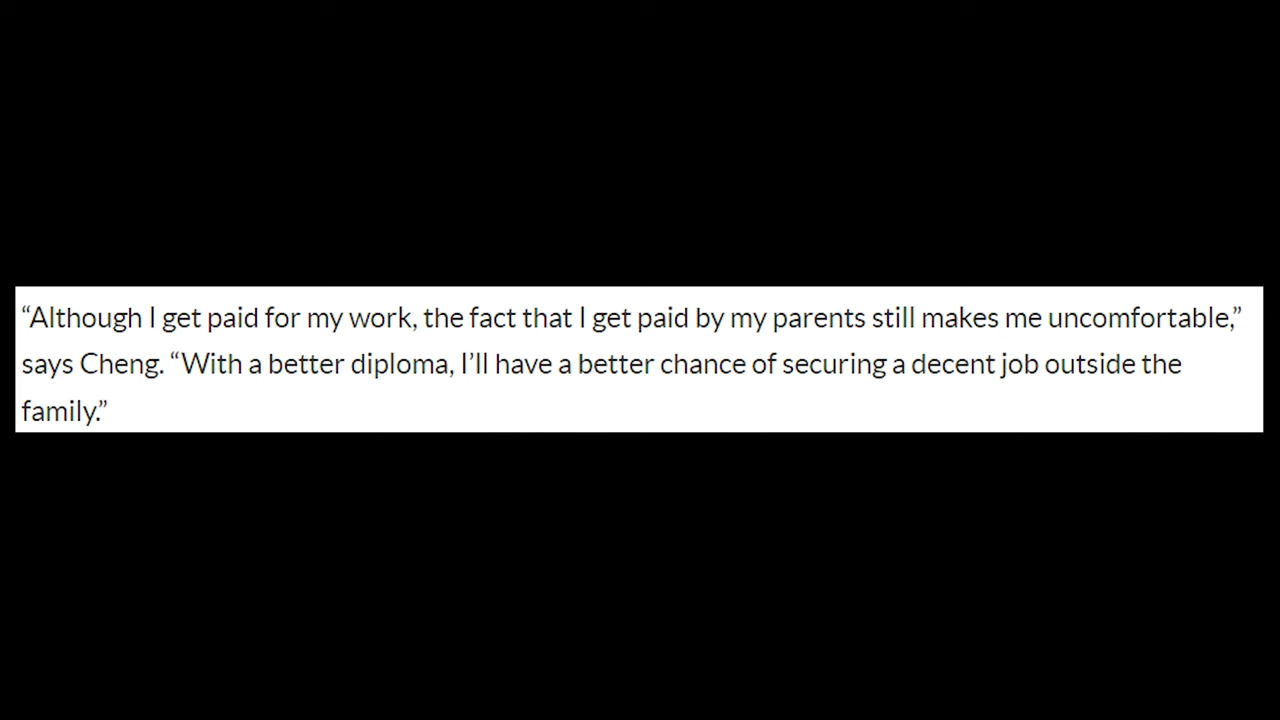 “Although I get paid for my work, the fact that I get paid by my parents still makes me uncomfortable,”
says Cheng. “With a better diploma, I’ll have a better chance of securing a decent job outside the
family.”